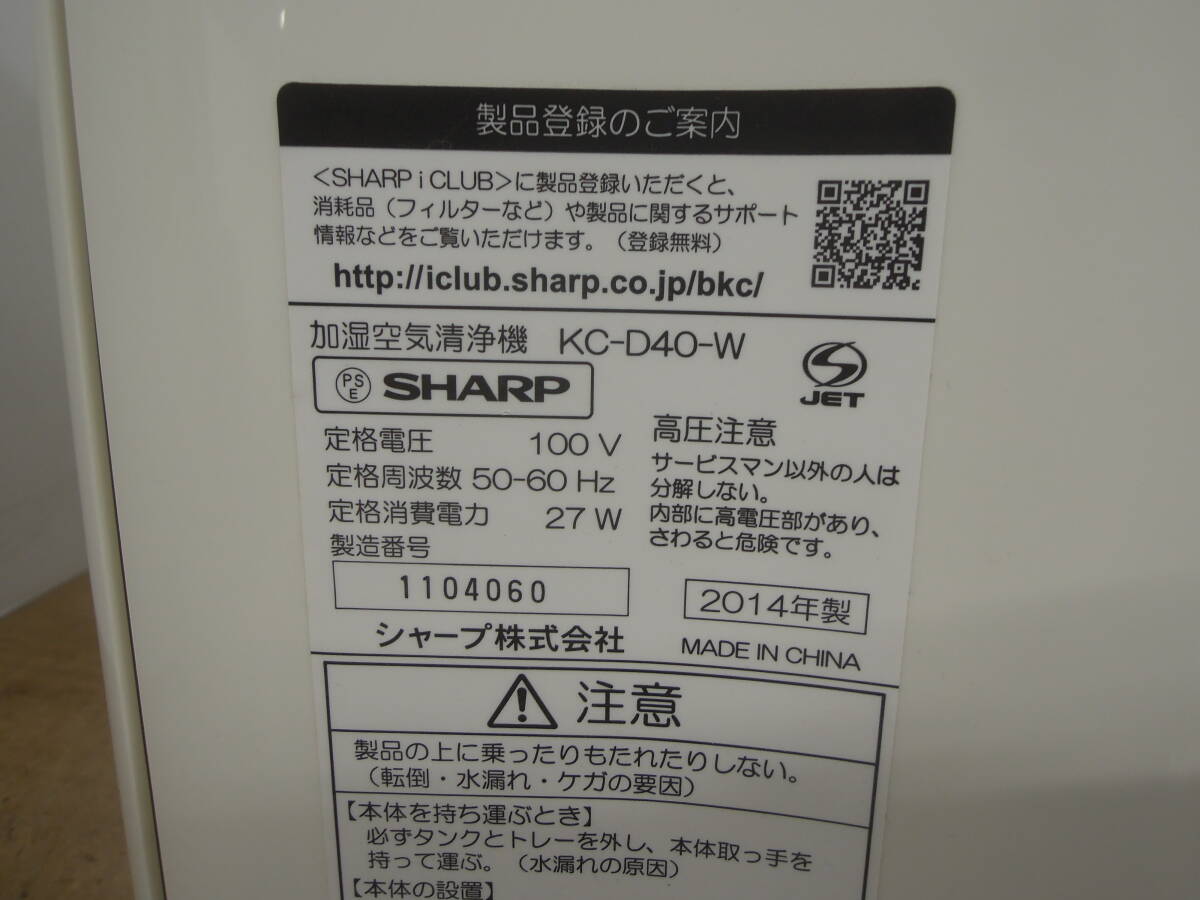 製品登録のご案内
<SHARP i CLUB>に製品登録いただくと、
消耗品（フィルターなど）や製品に関するサポート
情報などをご覧いただけます。（登録無料）
http://iclub.sharp.co.jp/bkc/
加湿空気清浄機 KC-D40-W
PSE SHARP
JET
定格電圧 100 V
定格周波数 50-60 Hz
定格消費電力 27 W
製造番号
1104060
シャープ株式会社
高圧注意
サービスマン以外の人は
分解しない。
内部に高電圧部があり、
さわると危険です。
2014年製
MADE IN CHINA
注意
製品の上に乗ったりもたれたりしない。
（転倒・水漏れ・ケガの要因）
【本体を持ち運ぶとき】
必ずタンクとトレーを外し、本体取っ手を
持って運ぶ。（水漏れの原因）
【本体の設置】